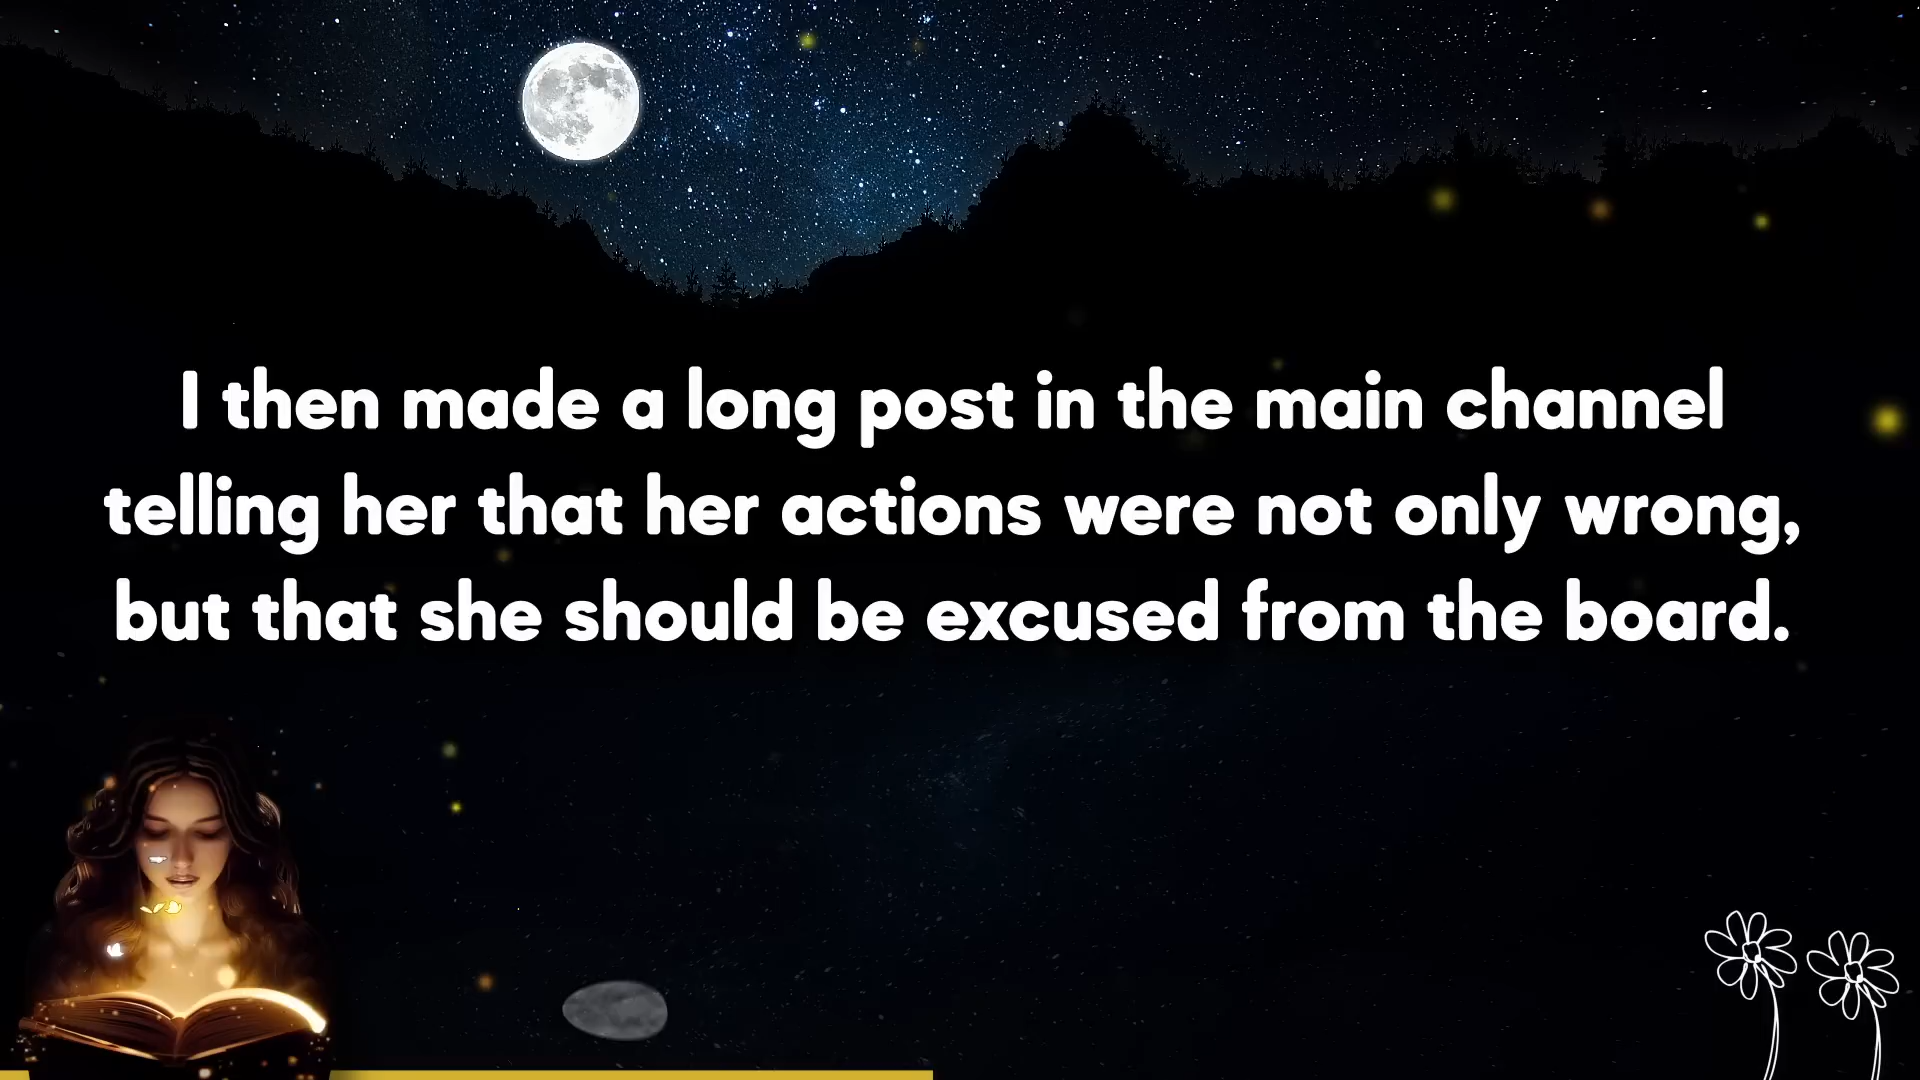 I then made a long post in the main channel
telling her that her actions were not only wrong,
but that she should be excused from the board.